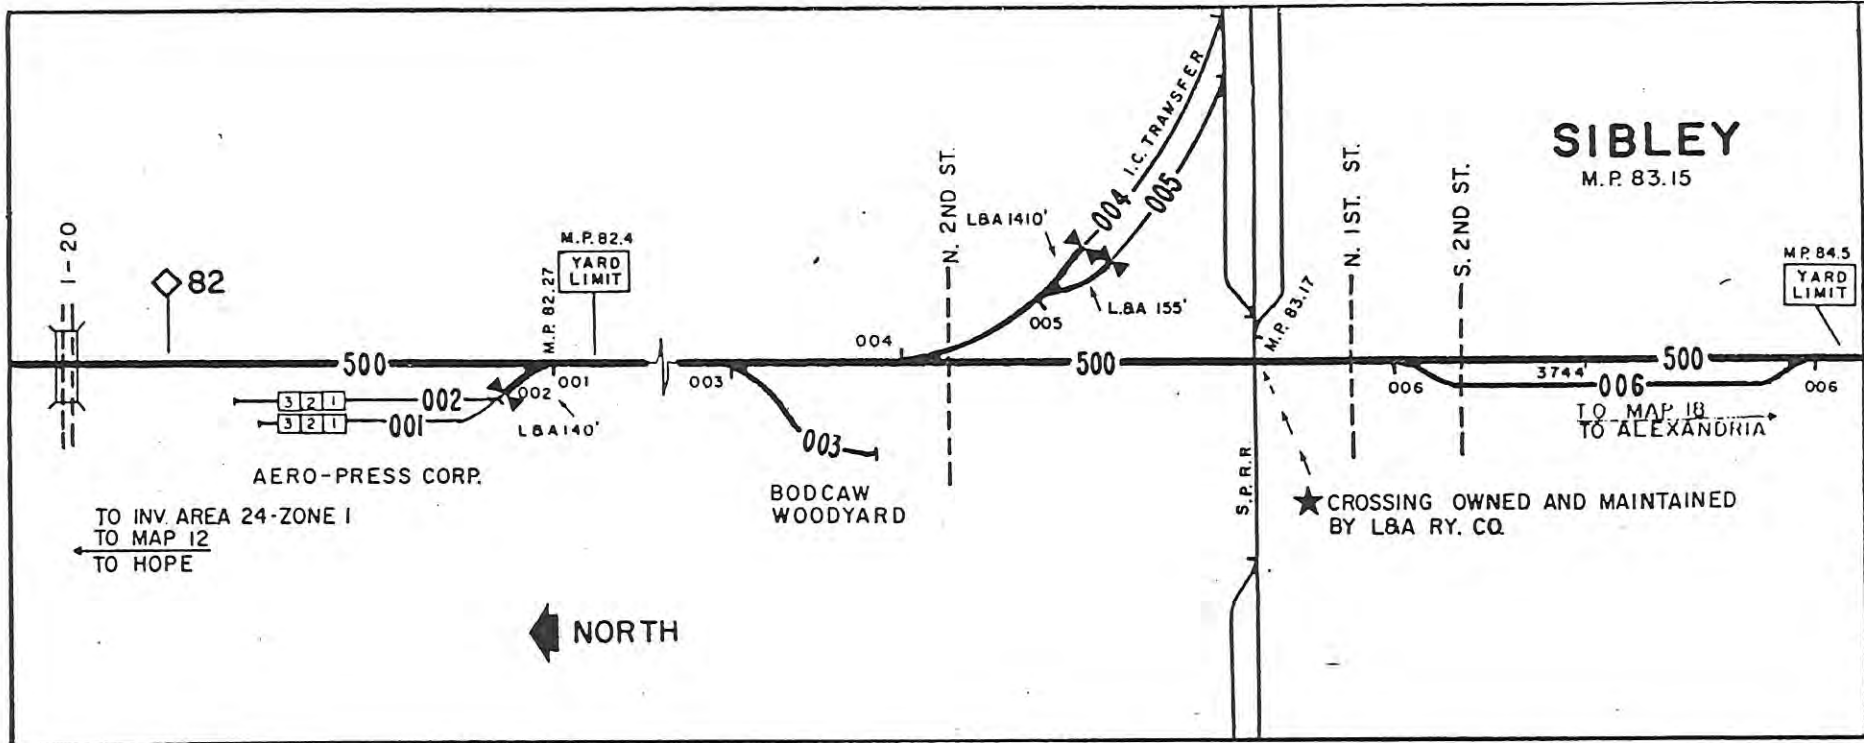 SIBLEY
M.P. 83.15
I-20
82
M.P. 82.27
M.P. 82.4
YARD
LIMIT
N. 2ND ST.
L&A 1410'
004
I.C. TRANSFER
005
L&A 155'
005
004
M.P. 83.17
N. 1ST. ST.
S. 2ND ST.
M.P. 84.5
YARD
LIMIT
500
500
500
001
002
003
006
3744'
006
006
3 2 1
002
3 2 1
001
L&A 140'
003
TO MAP 18
TO ALEXANDRIA
AERO-PRESS CORP.
BODCAW
WOODYARD
S.P.R.R
CROSSING OWNED AND MAINTAINED
BY L&A RY. CO.
TO INV. AREA 24-ZONE 1
TO MAP 12
TO HOPE
NORTH